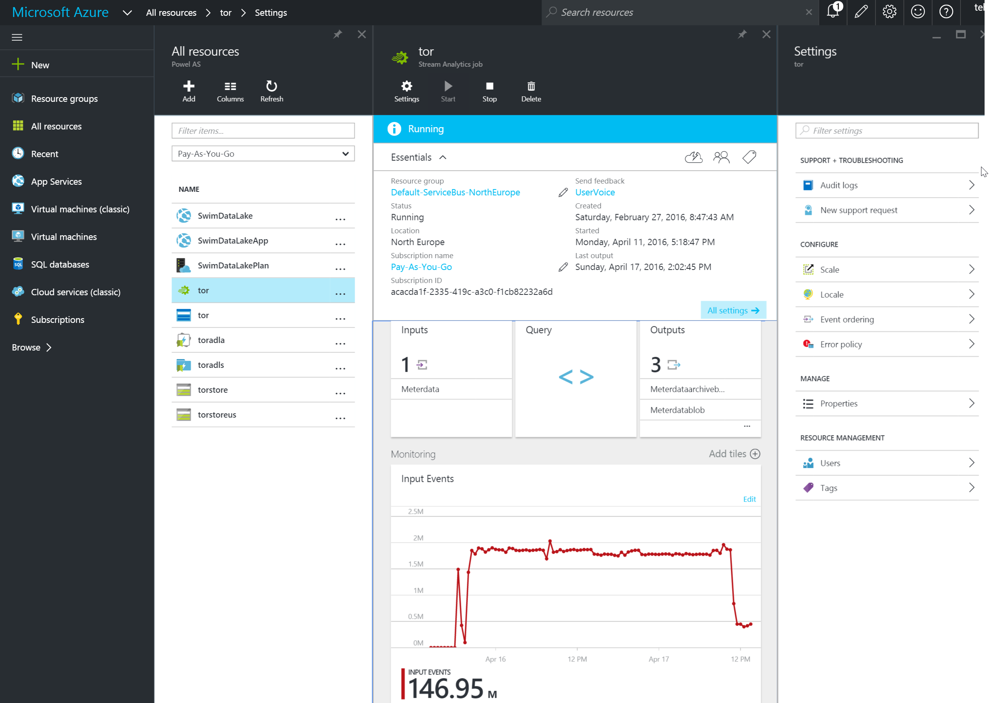 Microsoft Azure
All resources
tor
Settings
Search resources
1
New
Resource groups
All resources
Recent
App Services
Virtual machines (classic)
Virtual machines
SQL databases
Cloud services (classic)
Subscriptions
Browse
All resources
Powel AS
Add
Columns
Refresh
Filter items...
Pay-As-You-Go
NAME
SwimDataLake
...
SwimDataLakeApp
...
SwimDataLakePlan
...
tor
...
tor
...
toradla
...
toradls
...
torstore
...
torstoreus
...
tor
Stream Analytics job
Settings
Start
Stop
Delete
Running
Essentials
Resource group
Default-ServiceBus-NorthEurope
Status
Running
Location
North Europe
Subscription name
Pay-As-You-Go
Subscription ID
acacda1f-2335-419c-a3c0-f1cb82232a6d
Send feedback
UserVoice
Created
Saturday, February 27, 2016, 8:47:43 AM
Started
Monday, April 11, 2016, 5:18:47 PM
Last output
Sunday, April 17, 2016, 2:02:45 PM
All settings
Inputs
1
Meterdata
Query
< >
Outputs
3
Meterdataarchiveb...
Meterdatablob
...
Monitoring
Add tiles
Input Events
Edit
2.5M
2M
1.5M
1M
0.5M
0M
Apr 16
12 PM
Apr 17
12 PM
INPUT EVENTS
146.95 M
Settings
tor
Filter settings
SUPPORT + TROUBLESHOOTING
Audit logs
New support request
CONFIGURE
Scale
Locale
Event ordering
Error policy
MANAGE
Properties
RESOURCE MANAGEMENT
Users
Tags